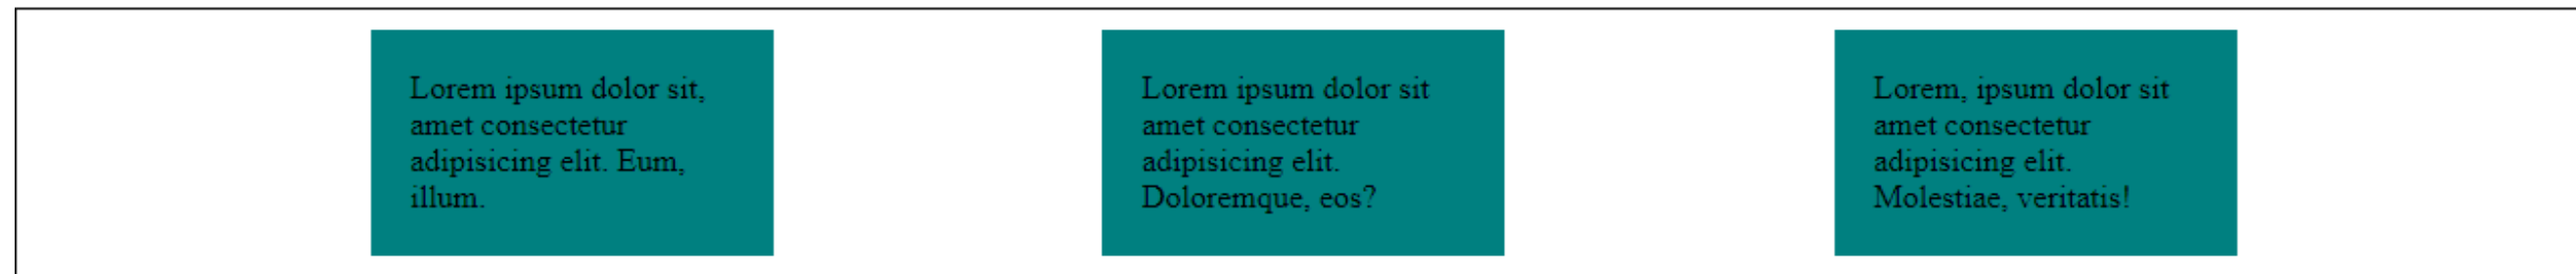 Lorem ipsum dolor sit,
amet consectetur
adipisicing elit. Eum,
illum.
Lorem ipsum dolor sit
amet consectetur
adipisicing elit.
Doloremque, eos?
Lorem, ipsum dolor sit
amet consectetur
adipisicing elit.
Molestiae, veritatis!